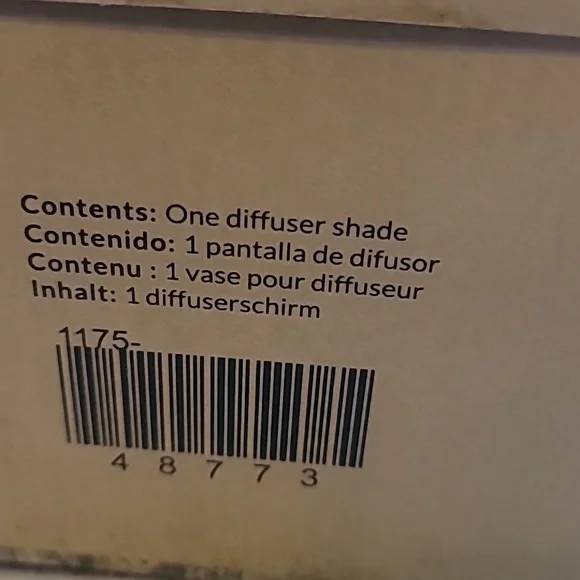 Contents: One diffuser shade
Contenido: 1 pantalla de difusor
Contenu : 1 vase pour diffuseur
Inhalt: 1 diffuserschirm
1175-
4 8 7 7 3